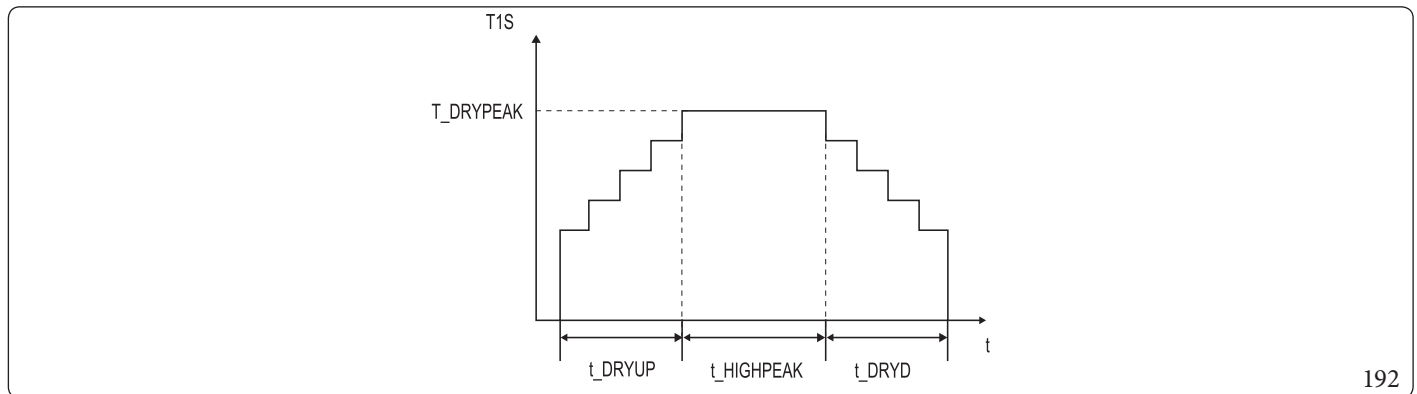 T1S
T_DRYPEAK
t
t_DRYUP
t_HIGHPEAK
t_DRYD
192